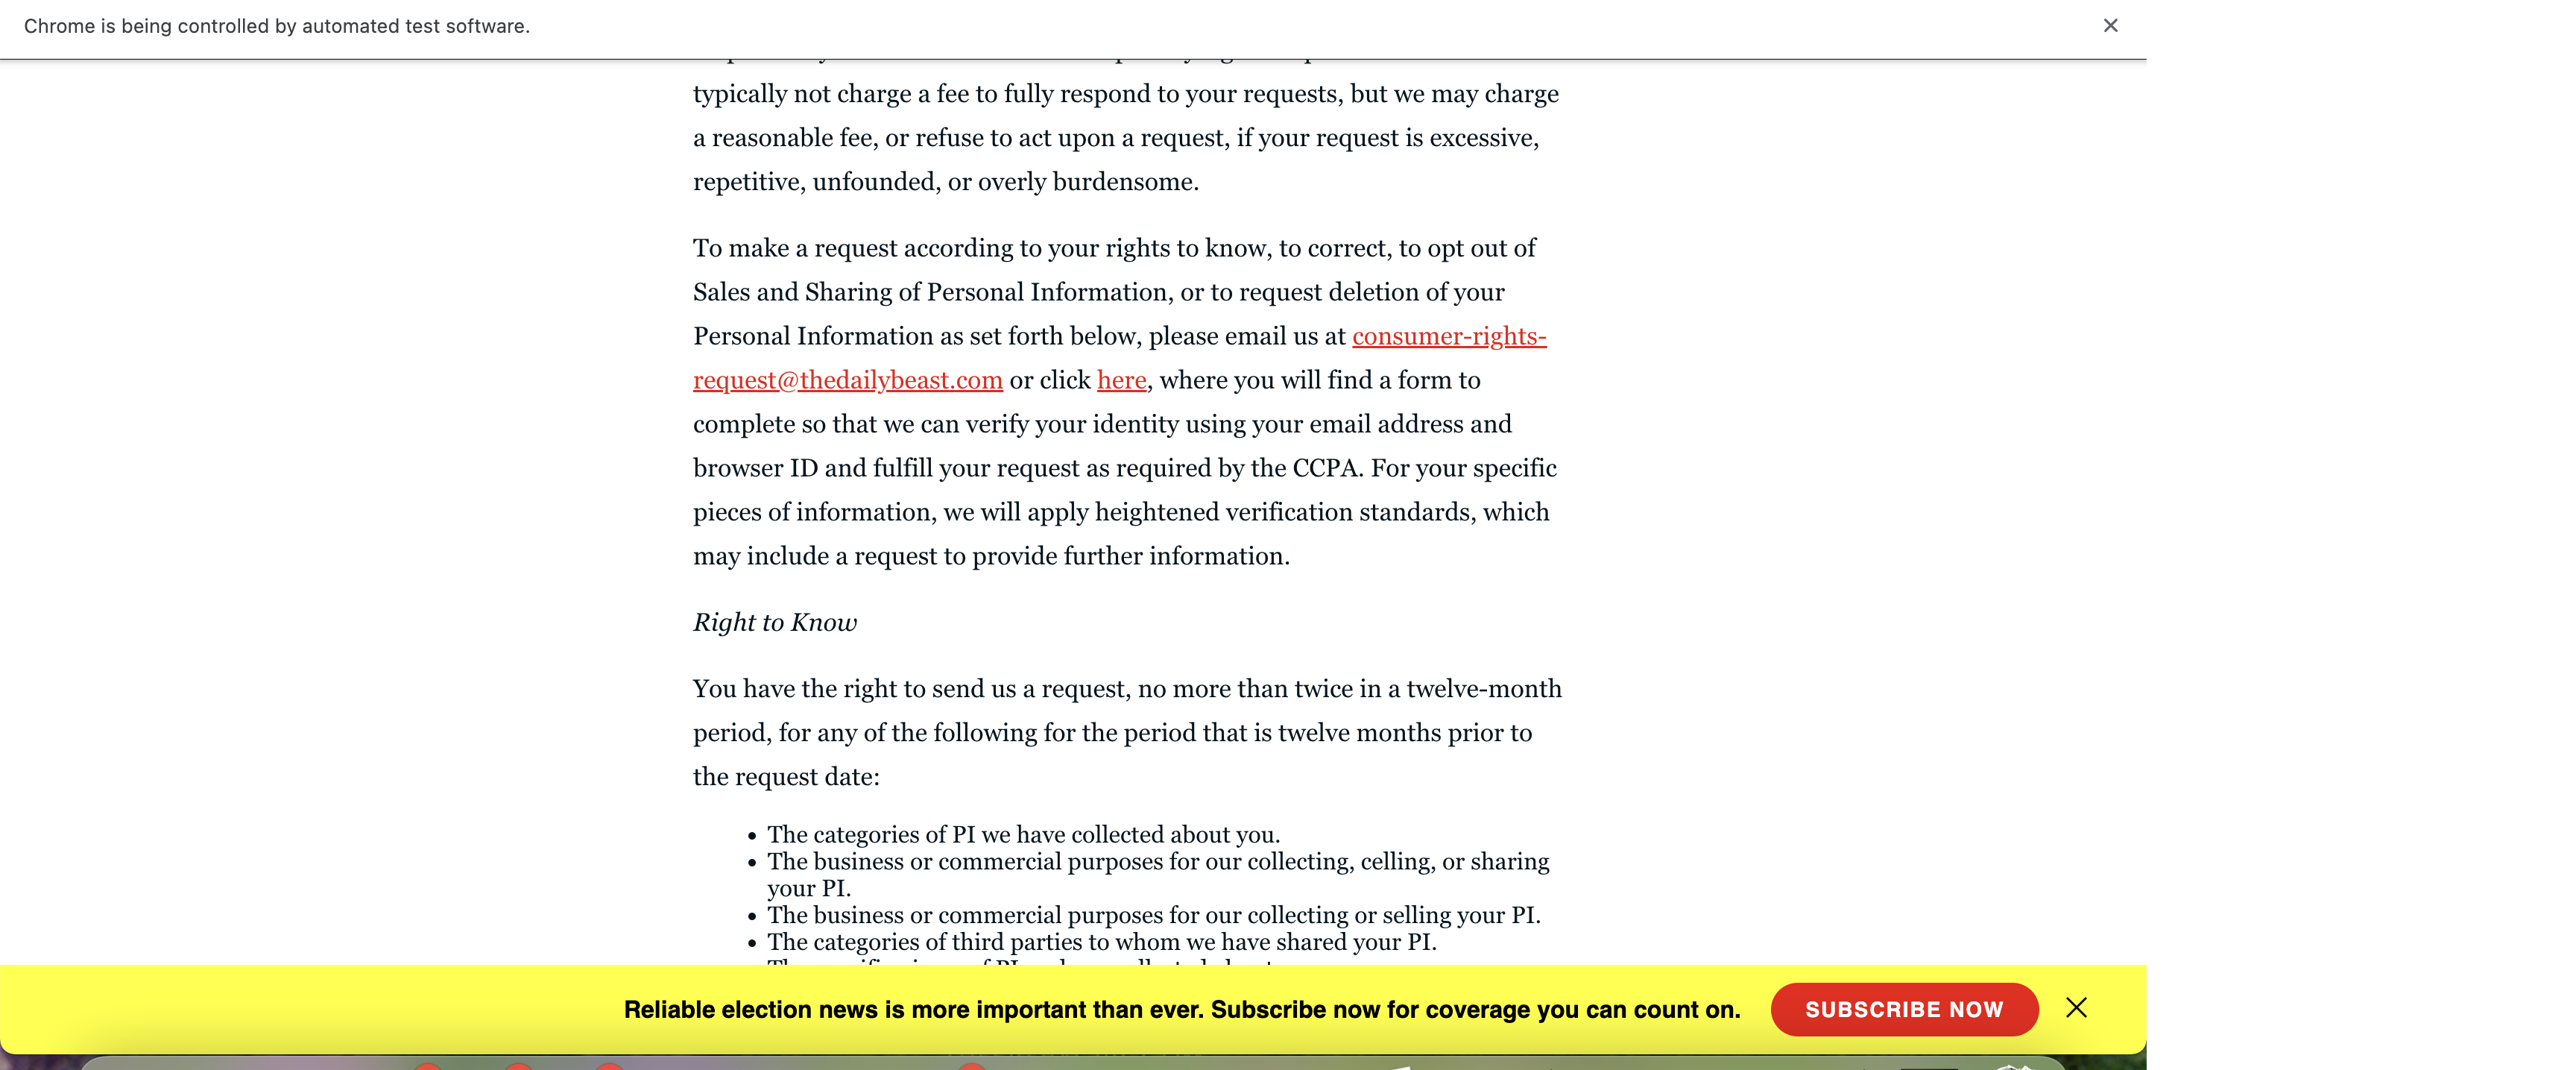 Chrome is being controlled by automated test software.
typically not charge a fee to fully respond to your requests, but we may charge
a reasonable fee, or refuse to act upon a request, if your request is excessive,
repetitive, unfounded, or overly burdensome.
To make a request according to your rights to know, to correct, to opt out of
Sales and Sharing of Personal Information, or to request deletion of your
Personal Information as set forth below, please email us at consumer-rights-
request@thedailybeast.com or click here, where you will find a form to
complete so that we can verify your identity using your email address and
browser ID and fulfill your request as required by the CCPA. For your specific
pieces of information, we will apply heightened verification standards, which
may include a request to provide further information.
Right to Know
You have the right to send us a request, no more than twice in a twelve-month
period, for any of the following for the period that is twelve months prior to
the request date:
• The categories of PI we have collected about you.
• The business or commercial purposes for our collecting, celling, or sharing
your PI.
• The business or commercial purposes for our collecting or selling your PI.
• The categories of third parties to whom we have shared your PI.
Reliable election news is more important than ever. Subscribe now for coverage you can count on.
SUBSCRIBE NOW